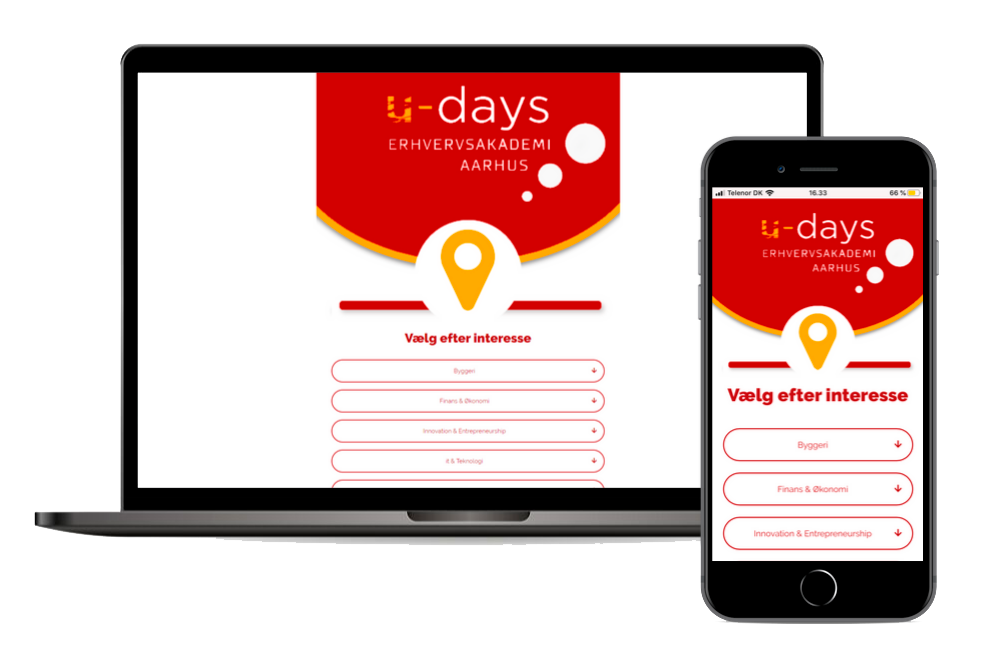 u-days
ERHVERVSAKADEMI
AARHUS
Vælg efter interesse
Byggeri
Finans & Økonomi
Innovation & Entrepreneurship
It & Teknologi
Telenor DK
16.33
66 %
u-days
ERHVERVSAKADEMI
AARHUS
Vælg efter interesse
Byggeri
Finans & Økonomi
Innovation & Entrepreneurship